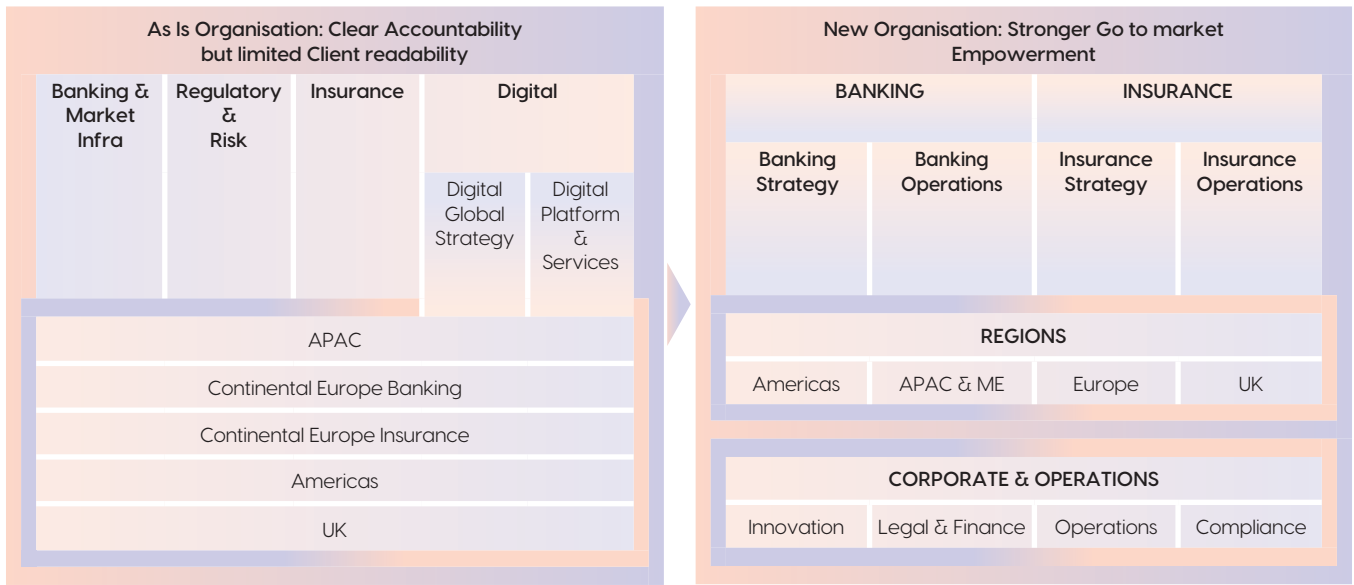 As Is Organisation: Clear Accountability
but limited Client readability
Banking &
Market
Infra
Regulatory
&
Risk
Insurance
Digital
Digital
Global
Strategy
Digital
Platform
&
Services
APAC
Continental Europe Banking
Continental Europe Insurance
Americas
UK
New Organisation: Stronger Go to market
Empowerment
BANKING
INSURANCE
Banking
Strategy
Banking
Operations
Insurance
Strategy
Insurance
Operations
REGIONS
Americas
APAC & ME
Europe
UK
CORPORATE & OPERATIONS
Innovation
Legal & Finance
Operations
Compliance